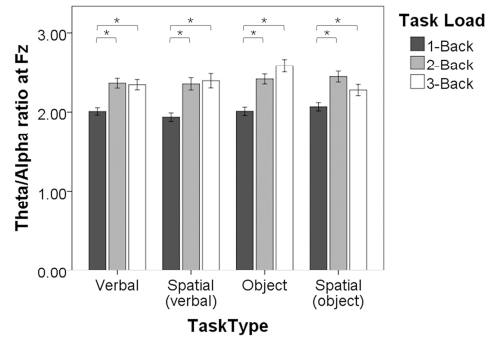 Task Load
1-Back
2-Back
3-Back
Theta/Alpha ratio at Fz
3.00
2.00
1.00
0.00
* * * *
* * * *
Verbal Spatial Object Spatial
(verbal) (object)
TaskType